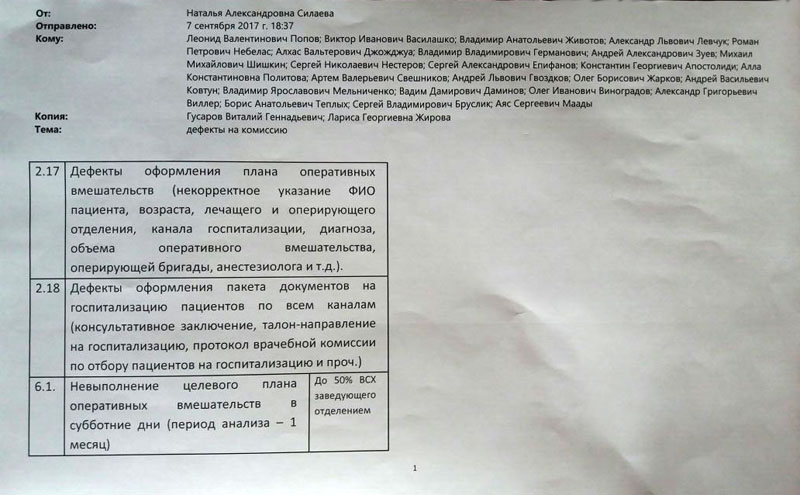 От: Наталья Александровна Силаева
Отправлено: 7 сентября 2017 г. 18:37
Кому: Леонид Валентинович Попов; Виктор Иванович Василашко; Владимир Анатольевич Животов; Александр Львович Левчук; Роман
Петрович Небелас; Алхас Вальтерович Джожджуа; Владимир Владимирович Германович; Андрей Александрович Зуев; Михаил
Михайлович Шишкин; Сергей Николаевич Нестеров; Сергей Александрович Епифанов; Константин Георгиевич Апостолиди; Алла
Константиновна Политова; Артем Валерьевич Свешников; Андрей Львович Гвоздков; Олег Борисович Жарков; Андрей Васильевич
Ковтун; Владимир Ярославович Мельниченко; Вадим Дамирович Даминов; Олег Иванович Виноградов; Александр Григорьевич
Виллер; Борис Анатольевич Теплых; Сергей Владимирович Бруслик; Аяс Сергеевич Маады
Копия: Гусаров Виталий Геннадьевич; Лариса Георгиевна Жирова
Тема: дефекты на комиссию
2.17 Дефекты оформления плана оперативных
вмешательств (некорректное указание ФИО
пациента, возраста, лечащего и оперирующего
отделения, канала госпитализации, диагноза,
объема оперативного вмешательства,
оперирующей бригады, анестезиолога и т.д.).
2.18 Дефекты оформления пакета документов на
госпитализацию пациентов по всем каналам
(консультативное заключение, талон-направление
на госпитализацию, протокол врачебной комиссии
по отбору пациентов на госпитализацию и проч.)
6.1. Невыполнение целевого плана
оперативных вмешательств в
субботние дни (период анализа – 1
месяц)
До 50% ВСХ
заведующего
отделением
1